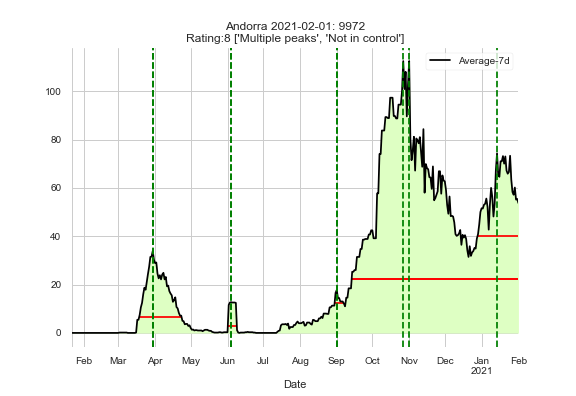 Andorra 2021-02-01: 9972
Rating:8 ['Multiple peaks', 'Not in control']
Average-7d
100
80
60
40
20
0
Feb Mar Apr May Jun Jul Aug Sep Oct Nov Dec Jan Feb
2021
Date